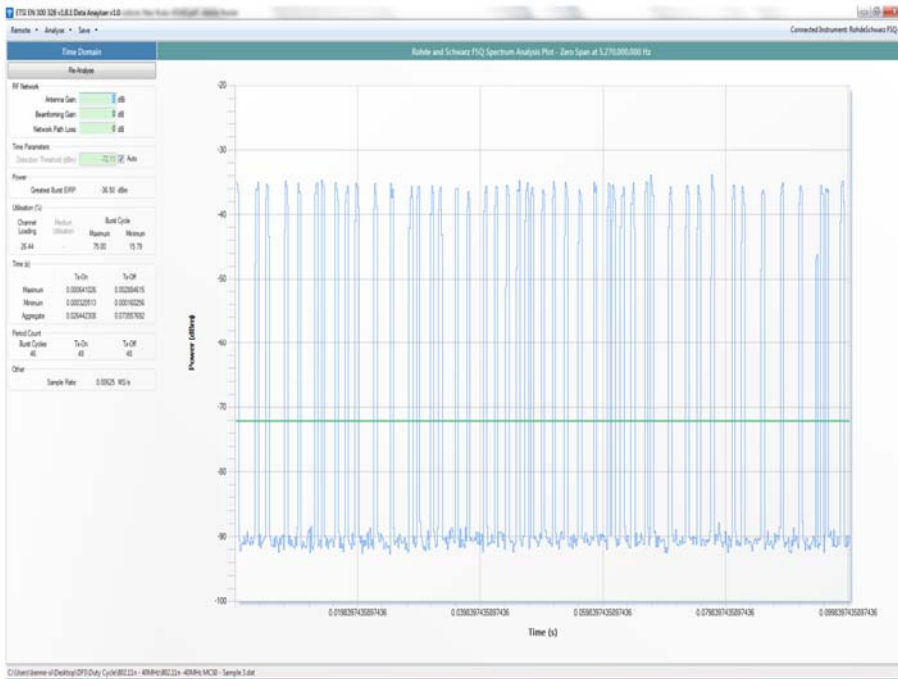 ETSI EN 300 328 v1.8.1 Data Analyser v1.0
Remote Analyse Save
Connected Instrument: RohdeSchwarz FSQ-
Time Domain
Rohde and Schwarz FSQ Spectrum Analysis Plot - Zero Span at 5,270,000,000 Hz
Re-Analyse
RF Network
Antenna Gain: dBi
Beamforming Gain: 0 dB
Network Path Loss: 0 dB
Time Parameters
Detection Threshold (dBm): -72.11 Auto
Power
Greatest Burst EIRP: -36.50 dBm
Utilisation (%)
Channel Loading
Medium Utilisation
Burst Cycle
Maximum Minimum
26.44 - 75.00 15.79
Time (s)
Tx-On Tx-Off
Maximum 0.000641026
Minimum 0.000320513 0.000160256
Aggregate 0.026442308 0.073557692
Period Count
Burst Cycles Tx-On Tx-Off
Other
Sample Rate: 0.00625 MS/s
-20
-30
-40
-50
-60
-70
-80
-90
-100
Power (dBm)
0.0198397435897436 0.0398397435897436 0.0598397435897436 0.0798397435897436 0.0998397435897436
Time (s)